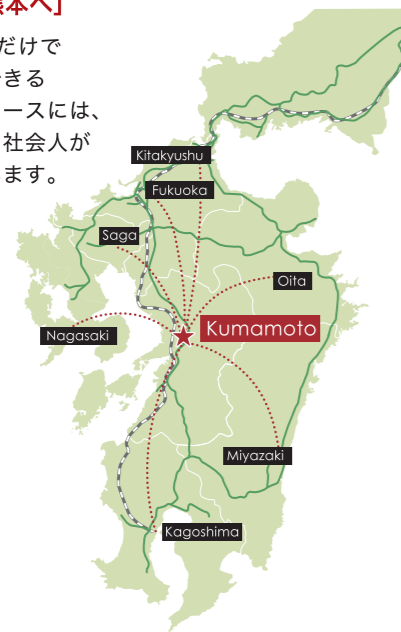 熊本へ」
だけで
きる
ースには、
社会人が
ます。
Kitakyushu
Fukuoka
Saga
Oita
Kumamoto
Nagasaki
Miyazaki
Kagoshima